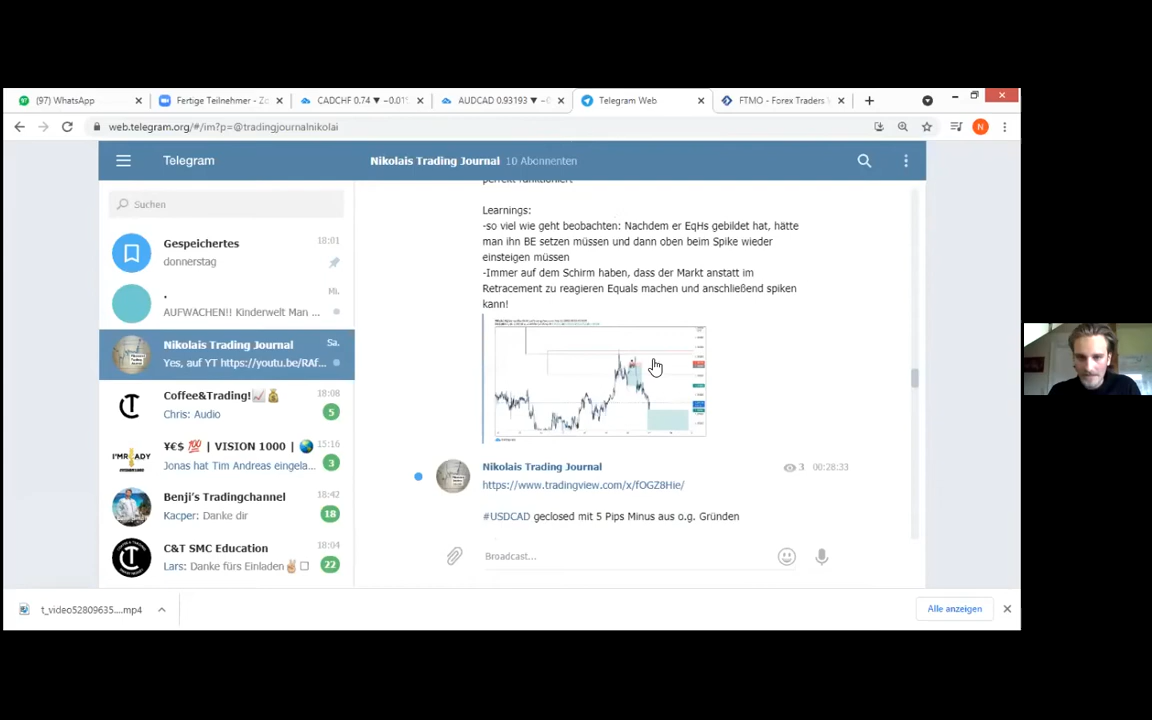 (97) WhatsApp
Fertige Teilnehmer - Zo
CADCHF 0.74 ▼ −0.01
AUDCAD 0.93193 ▼ −0
Telegram Web
FTMO - Forex Traders
web.telegram.org/#/im?p=@tradingjournalnikolai
N
Telegram
Nikolais Trading Journal 10 Abonnenten
Suchen
perfekt funktioniert
Learnings:
-so viel wie geht beobachten: Nachdem er EqHs gebildet hat, hätte
man ihn BE setzen müssen und dann oben beim Spike wieder
einsteigen müssen
-Immer auf dem Schirm haben, dass der Markt anstatt im
Retracement zu reagieren Equals machen und anschließend spiken
kann!
Gespeichertes 18:01
donnerstag
. Mi.
AUFWACHEN!! Kinderwelt Man ...
Nikolais Trading Journal Sa.
Yes, auf YT https://youtu.be/RAf...
Coffee&Trading!📈💰 18:08
Chris: Audio 5
¥€$ 💯 | VISION 1000 | 🌎 15:16
Jonas hat Tim Andreas eingela... 3
I'MREADY
Benji's Tradingchannel 18:42
Kacper: Danke dir 18
C&T SMC Education 18:04
Lars: Danke fürs Einladen✌🏼☐ 22
Nikolais Trading Journal 3 00:28:33
https://www.tradingview.com/x/fOGZ8Hie/
#USDCAD geclosed mit 5 Pips Minus aus o.g. Gründen
Broadcast...
t_video52809635....mp4
Alle anzeigen